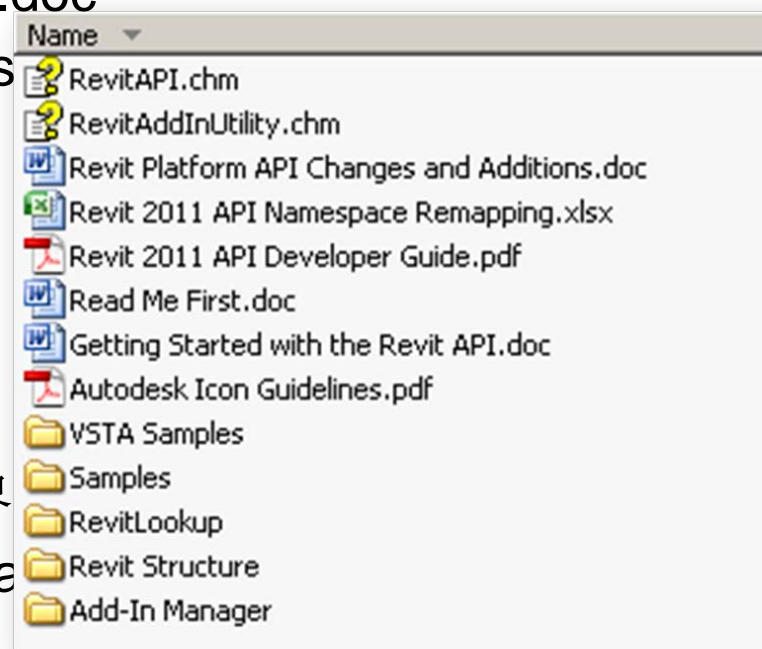 .doc
Name
s
RevitAPI.chm
RevitAddInUtility.chm
Revit Platform API Changes and Additions.doc
Revit 2011 API Namespace Remapping.xlsx
Revit 2011 API Developer Guide.pdf
Read Me First.doc
Getting Started with the Revit API.doc
Autodesk Icon Guidelines.pdf
VSTA Samples
Samples
RevitLookup
Revit Structure
a
Add-In Manager